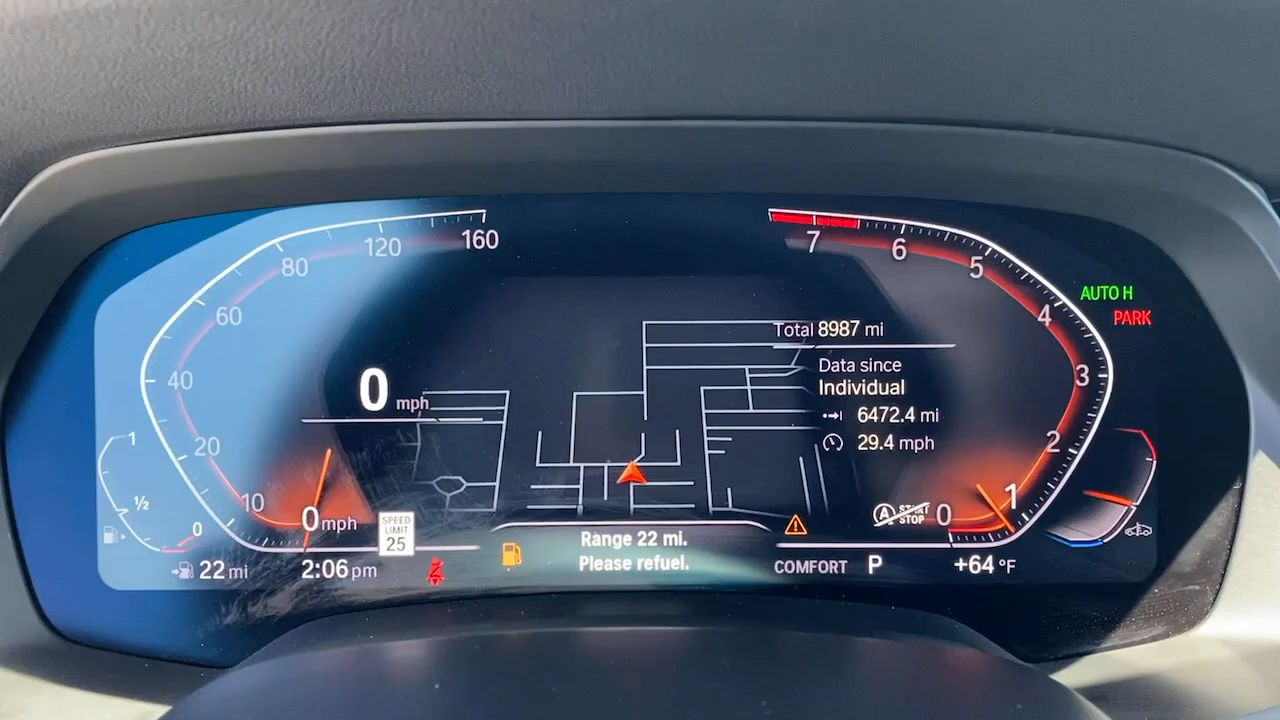 160
120
80
60
40
20
10
0 mph
0 mph
1
½
0
22 mi
2:06 pm
SPEED
LIMIT
25
Range 22 mi.
Please refuel.
Total 8987 mi
Data since
Individual
6472.4 mi
29.4 mph
7
6
5
4
3
2
1
0
AUTO H
PARK
A START
STOP
COMFORT P
+64 °F